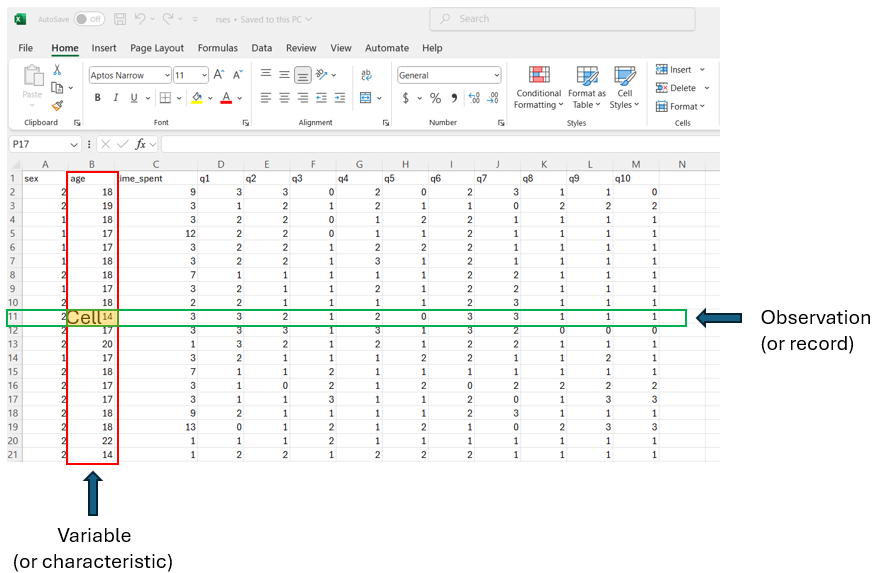 AutoSave Off rses • Saved to this PC Search
File Home Insert Page Layout Formulas Data Review View Automate Help
Aptos Narrow 11 A A General Insert
Paste B I U A $ % Conditional Formatting Format as Table Cell Styles Delete
Format
Clipboard Font Alignment Number Styles Cells
P17 fx
A B C D E F G H I J K L M N
1 sex age time_spent q1 q2 q3 q4 q5 q6 q7 q8 q9 q10
2 2 18 9 3 3 0 2 0 2 3 1 1 0
3 2 19 3 1 2 1 2 1 1 0 2 2 2
4 1 18 3 2 2 0 1 2 2 1 1 1 1
5 1 17 12 2 2 0 1 1 2 1 1 1 1
6 1 17 3 2 2 1 2 2 2 1 1 1 1
7 1 18 3 2 2 1 3 1 2 1 1 1 1
8 2 18 7 1 1 1 1 1 2 2 1 1 1
9 1 17 3 2 1 1 1 1 2 2 1 1 1
10 2 18 2 2 1 1 1 1 2 3 1 1 1
11 2 Cell 14 3 3 2 1 2 0 3 3 1 1 1
12 2 17 3 3 3 1 3 1 3 2 0 0 0
13 2 20 1 3 2 1 2 1 2 2 1 1 1
14 1 17 3 2 1 1 1 2 2 1 1 2 1
15 2 18 7 1 1 2 1 1 1 1 1 1 1
16 2 17 3 1 0 2 1 2 0 2 2 2 2
17 2 17 3 1 1 3 1 1 2 0 1 3 3
18 2 18 9 2 1 1 1 1 2 3 1 1 1
19 2 18 13 0 1 2 1 2 1 0 2 3 3
20 2 22 1 1 1 2 1 1 1 1 1 1 1
21 2 14 1 2 2 1 2 2 2 1 1 1 1
Observation
(or record)
Variable
(or characteristic)